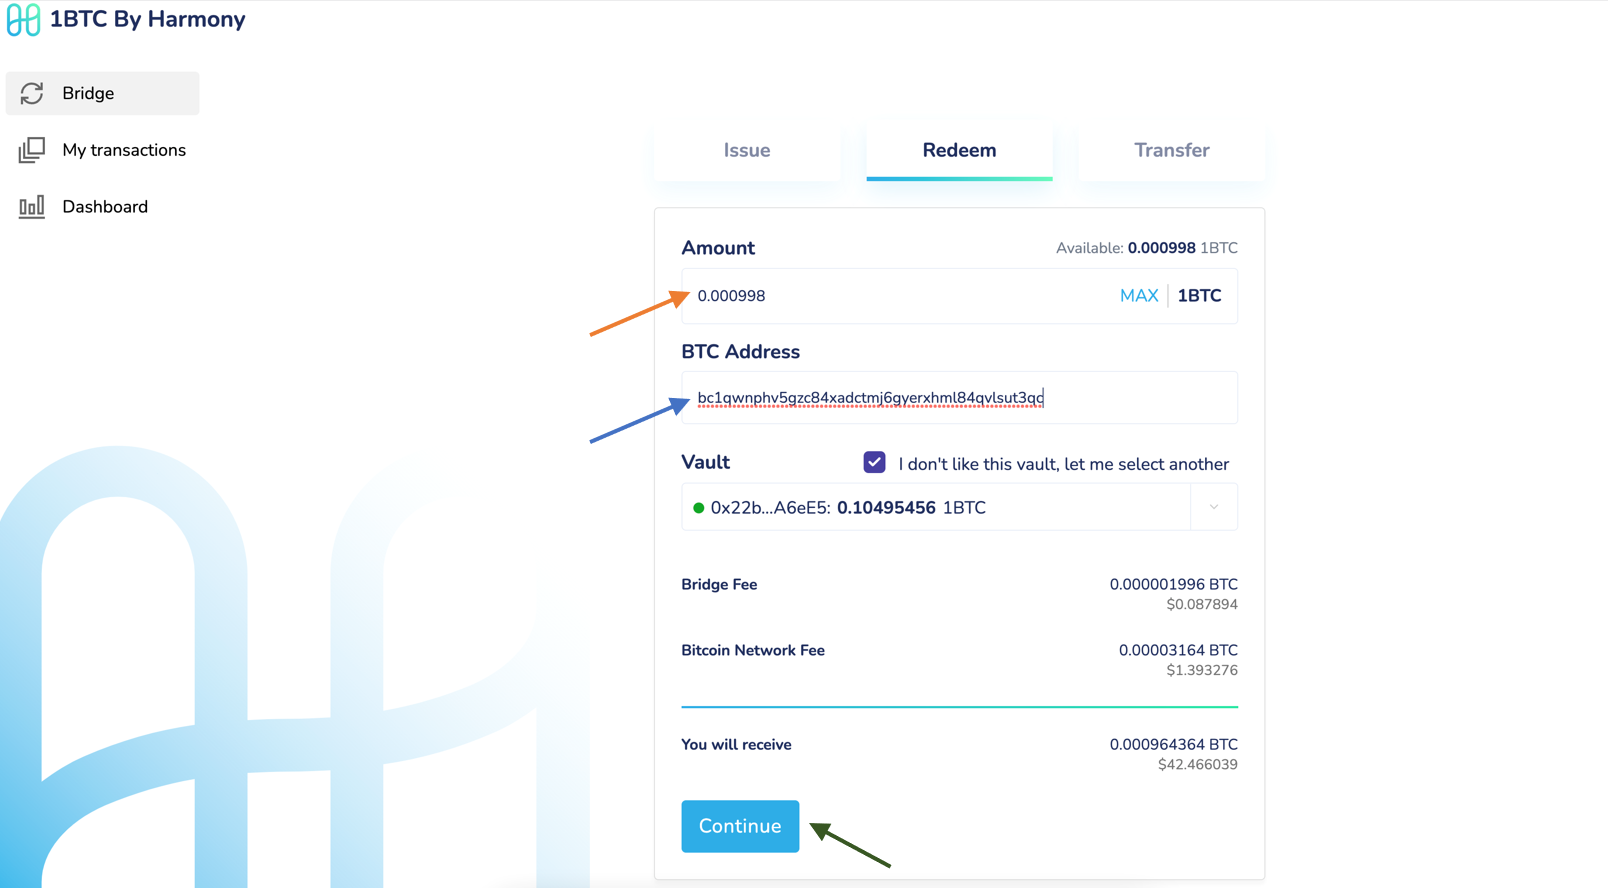 1BTC By Harmony
Bridge
My transactions
Dashboard
Issue
Redeem
Transfer
Amount
Available: 0.000998 1BTC
0.000998
MAX
1BTC
BTC Address
bc1qwnphv5gzc84xadctmj6gyerxhml84qvlsut3qc
Vault
I don't like this vault, let me select another
0x22b...A6eE5: 0.10495456 1BTC
Bridge Fee
0.000001996 BTC
$0.087894
Bitcoin Network Fee
0.00003164 BTC
$1.393276
You will receive
0.000964364 BTC
$42.466039
Continue